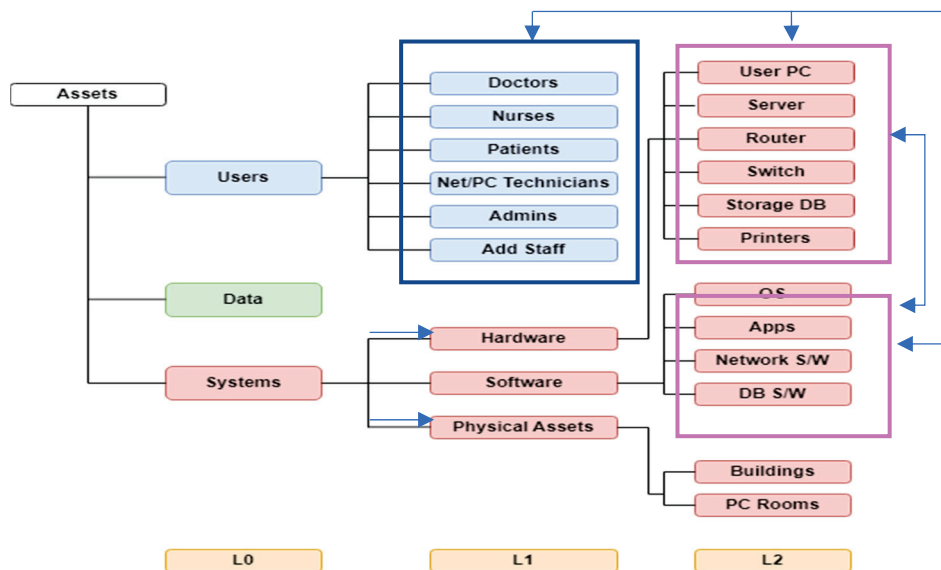 Assets
Users
Data
Systems
Doctors
Nurses
Patients
Net/PC Technicians
Admins
Add Staff
Hardware
Software
Physical Assets
User PC
Server
Router
Switch
Storage DB
Printers
OS
Apps
Network S/W
DB S/W
Buildings
PC Rooms
L0
L1
L2